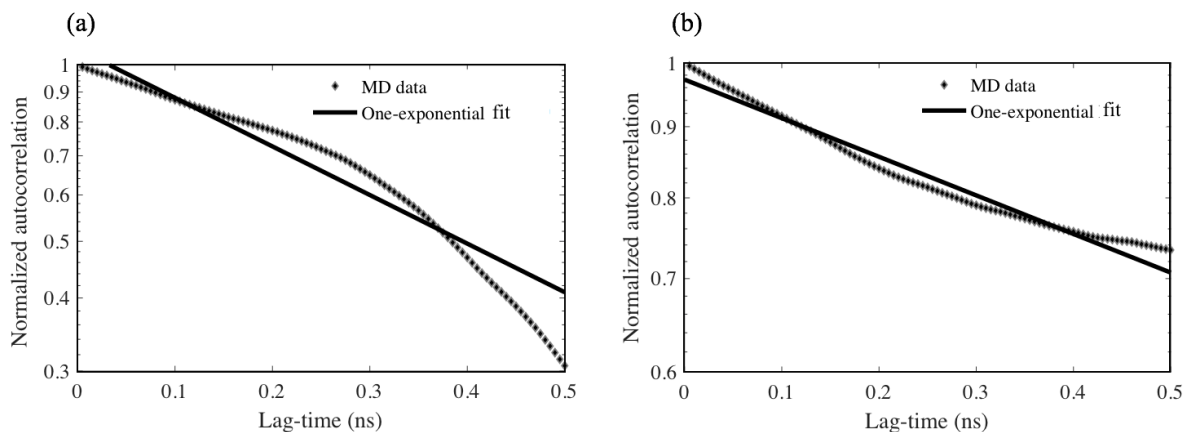 (a)
Normalized autocorrelation
1
0.9
0.8
0.7
0.6
0.5
0.4
0.3
MD data
One-exponential fit
0 0.1 0.2 0.3 0.4 0.5
Lag-time (ns)
(b)
Normalized autocorrelation
1
0.9
0.8
0.7
0.6
MD data
One-exponential fit
0 0.1 0.2 0.3 0.4 0.5
Lag-time (ns)